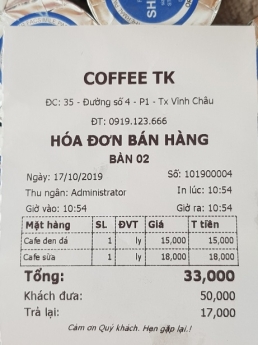 SH
COFFEE TK
ĐC: 35 - Đường số 4 - P1 - Tx Vĩnh Châu
ĐT: 0919.123.666
HÓA ĐƠN BÁN HÀNG
BÀN 02
Ngày: 17/10/2019 Số: 101900004
Thu ngân: Administrator In lúc: 10:54
Giờ vào: 10:54 Giờ ra: 10:54
Mặt hàng SL ĐVT Giá T tiền
Cafe đen đá 1 ly 15,000 15,000
Cafe sữa 1 ly 18,000 18,000
Tổng: 33,000
Khách đưa: 50,000
Trả lại: 17,000
Cảm ơn Quý khách. Hẹn gặp lại.!